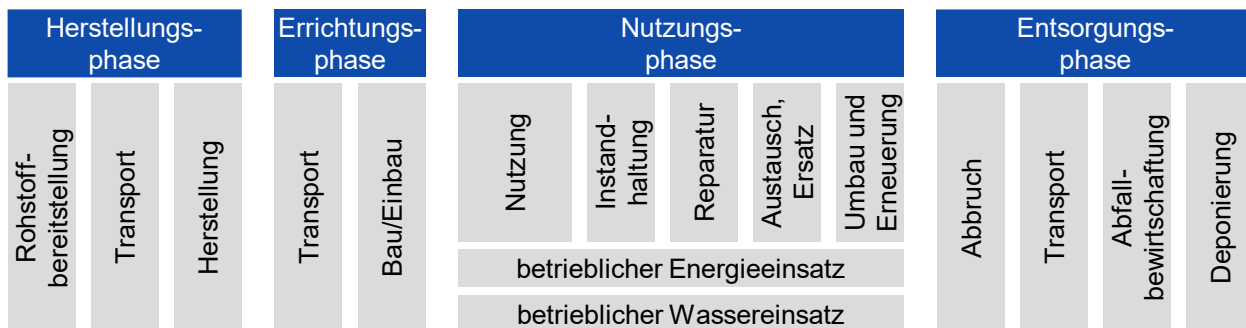 Herstellungs-
phase
Errichtungs-
phase
Nutzungs-
phase
Entsorgungs-
phase
Rohstoff-
bereitstellung
Transport
Herstellung
Transport
Bau/Einbau
Nutzung
Instand-
haltung
Reparatur
Austausch,
Ersatz
Umbau und
Erneuerung
betrieblicher Energieeinsatz
betrieblicher Wassereinsatz
Abbruch
Transport
Abfall-
bewirtschaftung
Deponierung